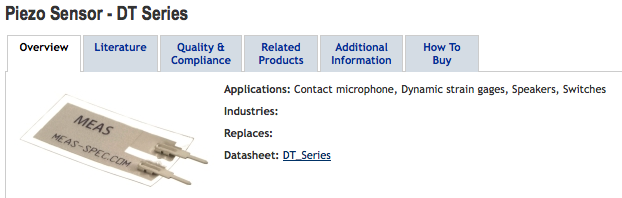 Piezo Sensor - DT Series
Overview
Literature
Quality &
Compliance
Related
Products
Additional
Information
How To
Buy
Applications: Contact microphone, Dynamic strain gages, Speakers, Switches
Industries:
Replaces:
Datasheet: DT_Series
MEAS
MEAS-SPEC.COM